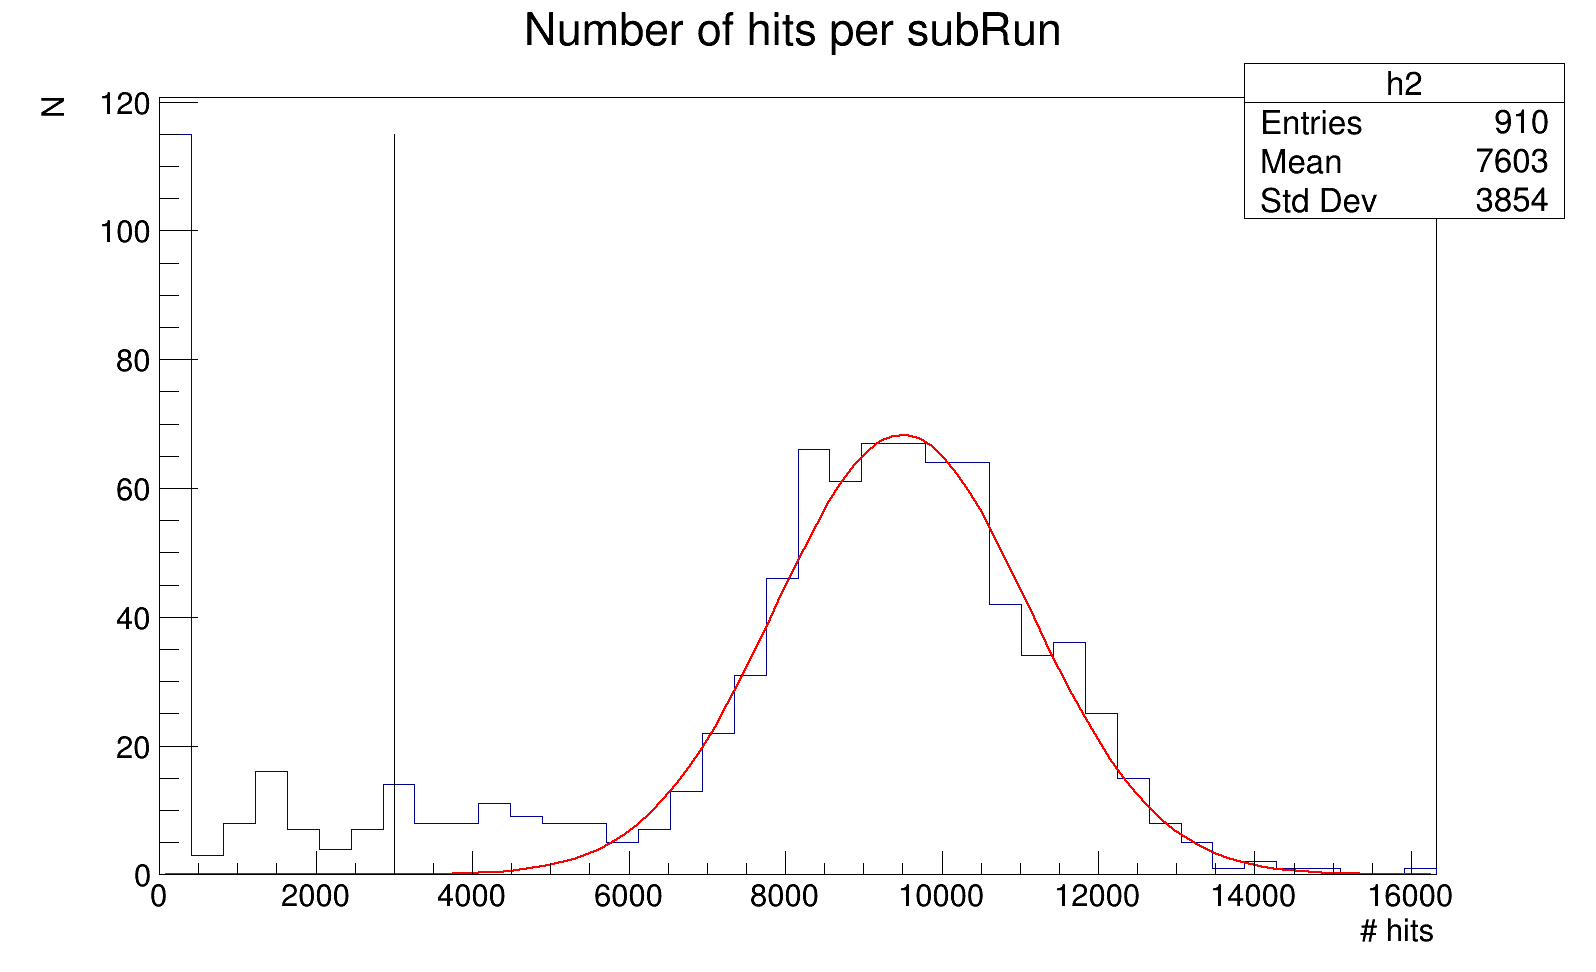 Number of hits per subRun
h2
Entries 910
Mean 7603
Std Dev 3854
N
120
100
80
60
40
20
0
0 2000 4000 6000 8000 10000 12000 14000 16000
# hits